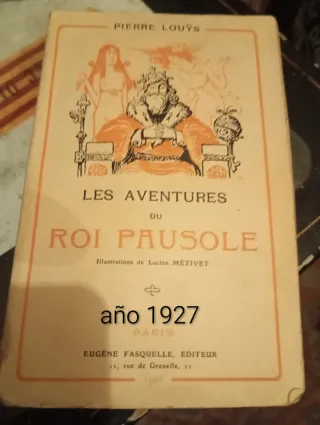 PIERRE LOUŸS
LES AVENTURES
DU
ROI PAUSOLE
Illustrations de Lucien MÉTIVET
año 1927
PARIS
EUGÈNE FASQUELLE, EDITEUR
11, rue de Grenelle, 11